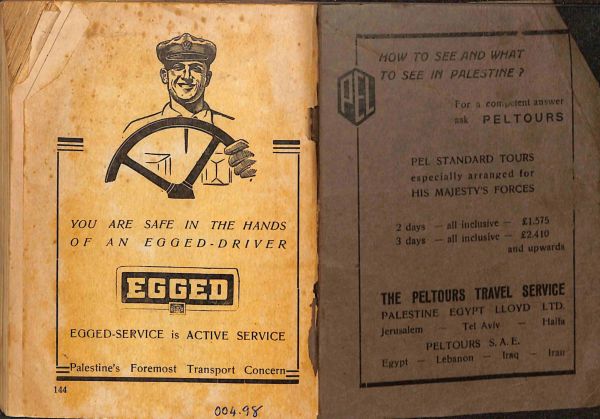 YOU ARE SAFE IN THE HANDS
OF AN EGGED-DRIVER
EGGED
EGGED-SERVICE is ACTIVE SERVICE
Palestine's Foremost Transport Concern
144
004.98
HOW TO SEE AND WHAT
TO SEE IN PALESTINE?
PEL
For a competent answer
ask PELTOURS
PEL STANDARD TOURS
especially arranged for
HIS MAJESTY'S FORCES
2 days — all inclusive — £1.575
3 days — all inclusive — £2.410
and upwards
THE PELTOURS TRAVEL SERVICE
PALESTINE EGYPT LLOYD LTD.
Jerusalem — Tel Aviv — Haifa
PELTOURS S.A.E.
Egypt — Lebanon — Iraq — Iran